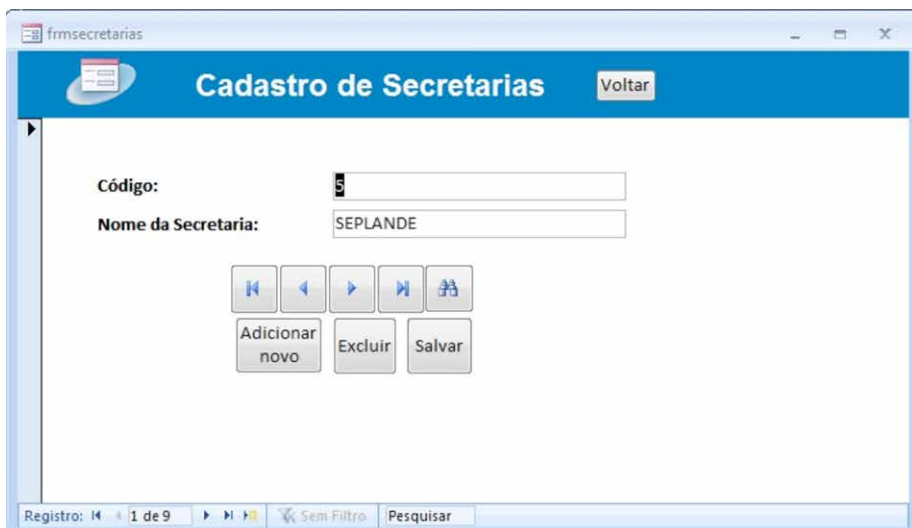 frmsecretarias
Cadastro de Secretarias
Voltar
Código: 5
Nome da Secretaria: SEPLANDE
Adicionar
novo
Excluir
Salvar
Registro: 1 de 9 Sem Filtro Pesquisar